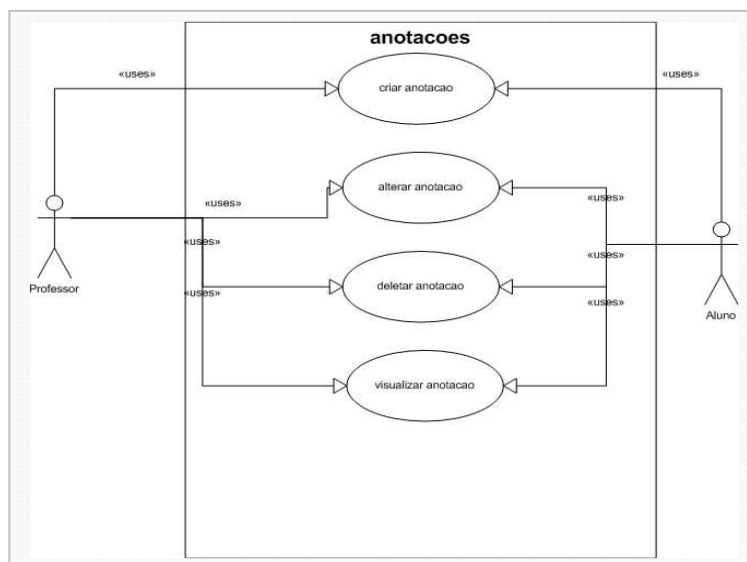 anotacoes
«uses»
«uses»
criar anotacao
alterar anotacao
«uses»
«uses»
«uses»
«uses»
deletar anotacao
«uses»
«uses»
Professor
Aluno
visualizar anotacao